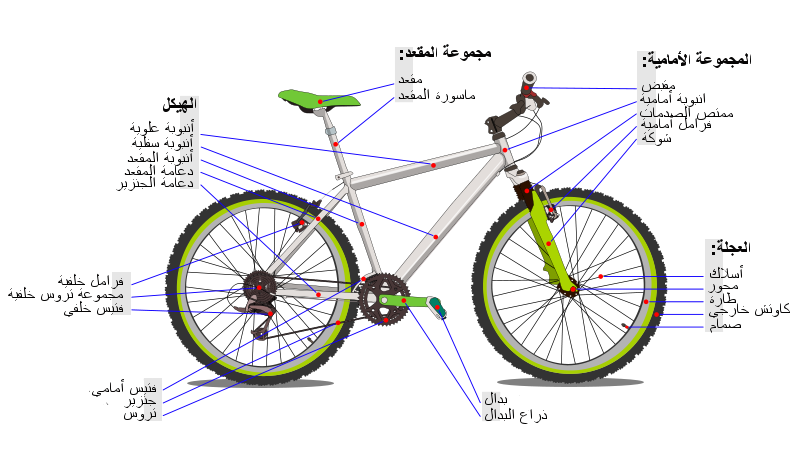 مجموعة المقعد:
مقعد
ماسورة المقعد
المجموعة الأمامية:
مقبض
انبوبة أمامية
ممتص الصدمات
فرامل امامية
شوكة
الهيكل
أنبوبة علوية
أنبوبة سفلية
أنبوبة المقعد
دعامة المقعد
دعامة الجنزير
العجلة:
أسلاك
محور
طارة
كاوتش خارجي
صمام
فرامل خلفية
مجموعة تروس خلفية
فتيس خلفي
فتيس أمامي
جنزير
تروس
بدال
ذراع البدال